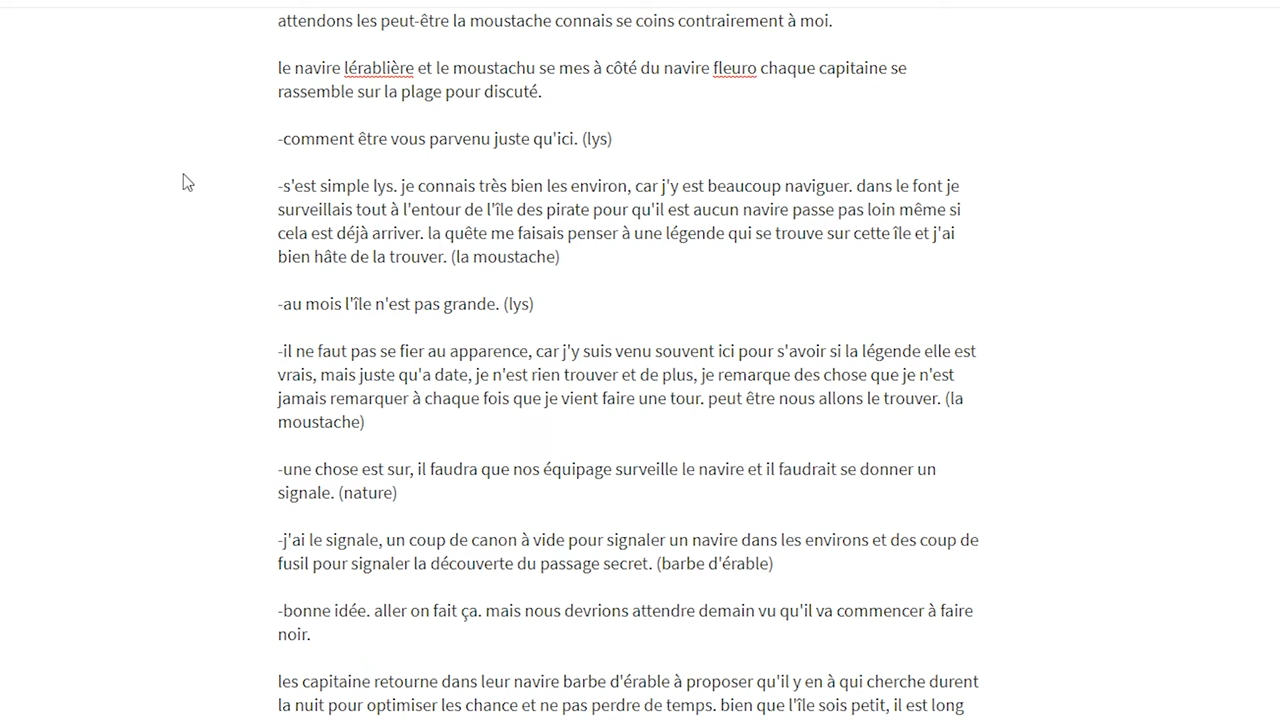 attendons les peut-être la moustache connais se coins contrairement à moi.
le navire lérablière et le moustachu se mes à côté du navire fleuro chaque capitaine se
rassemble sur la plage pour discuté.
-comment être vous parvenu juste qu'ici. (lys)
-s'est simple lys. je connais très bien les environ, car j'y est beaucoup naviguer. dans le font je
surveillais tout à l'entour de l'île des pirate pour qu'il est aucun navire passe pas loin même si
cela est déjà arriver. la quête me faisais penser à une légende qui se trouve sur cette île et j'ai
bien hâte de la trouver. (la moustache)
-au mois l'île n'est pas grande. (lys)
-il ne faut pas se fier au apparence, car j'y suis venu souvent ici pour s'avoir si la légende elle est
vrais, mais juste qu'a date, je n'est rien trouver et de plus, je remarque des chose que je n'est
jamais remarquer à chaque fois que je vient faire une tour. peut être nous allons le trouver. (la
moustache)
-une chose est sur, il faudra que nos équipage surveille le navire et il faudrait se donner un
signale. (nature)
-j'ai le signale, un coup de canon à vide pour signaler un navire dans les environs et des coup de
fusil pour signaler la découverte du passage secret. (barbe d'érable)
-bonne idée. aller on fait ça. mais nous devrions attendre demain vu qu'il va commencer à faire
noir.
les capitaine retourne dans leur navire barbe d'érable à proposer qu'il y en à qui cherche durent
la nuit pour optimiser les chance et ne pas perdre de temps. bien que l'île sois petit, il est long